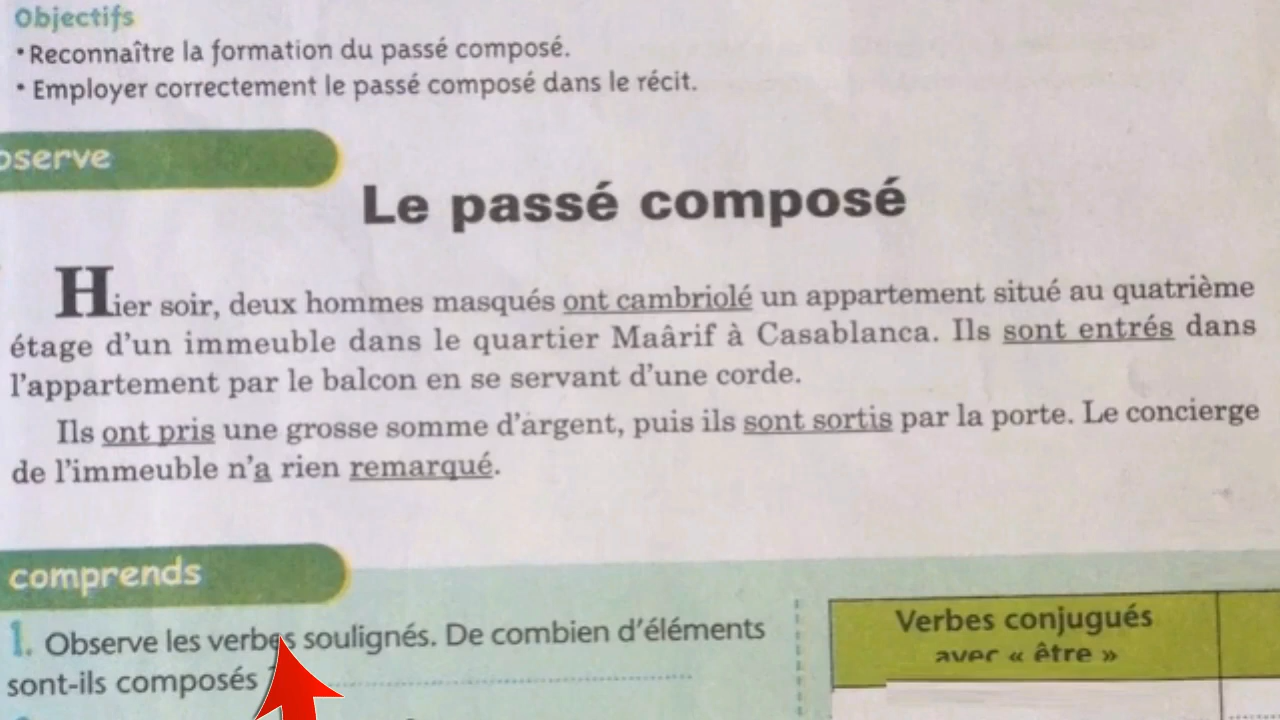 Objectifs
• Reconnaître la formation du passé composé.
• Employer correctement le passé composé dans le récit.
bserve
Le passé composé
Hier soir, deux hommes masqués ont cambriolé un appartement situé au quatrième
étage d'un immeuble dans le quartier Maârif à Casablanca. Ils sont entrés dans
l'appartement par le balcon en se servant d'une corde.
Ils ont pris une grosse somme d'argent, puis ils sont sortis par la porte. Le concierge
de l'immeuble n'a rien remarqué.
comprends
1. Observe les verbes soulignés. De combien d'éléments
sont-ils composés
Verbes conjugués
avec « être »